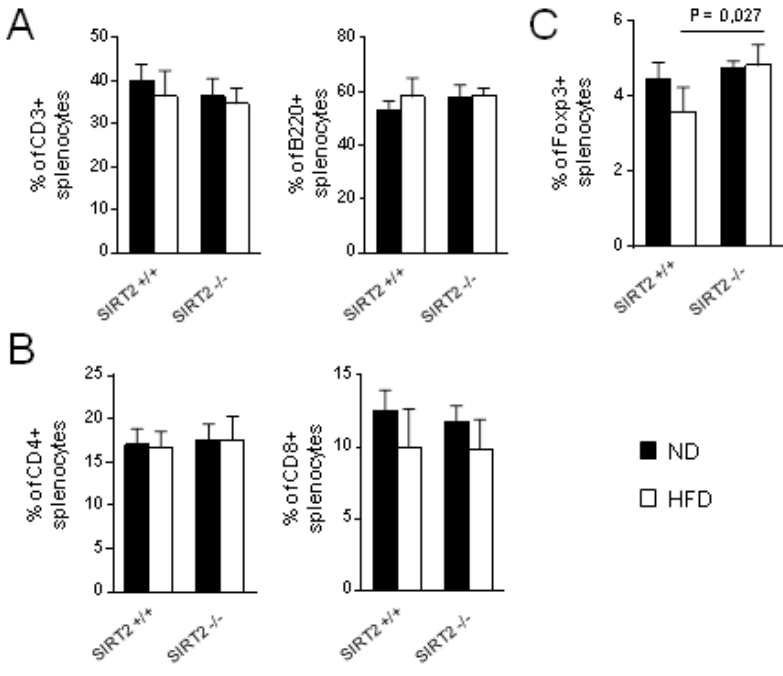 A
% of CD3+
splenocytes
50
40
30
20
10
0
SIRT2 +/+
SIRT2 -/-
% of B220+
splenocytes
80
60
40
20
0
SIRT2 +/+
SIRT2 -/-
C
P = 0,027
% of Foxp3+
splenocytes
6
4
2
0
SIRT2 +/+
SIRT2 -/-
B
% of CD4+
splenocytes
25
20
15
10
5
0
SIRT2 +/+
SIRT2 -/-
% of CD8+
splenocytes
15
10
5
0
SIRT2 +/+
SIRT2 -/-
ND
HFD